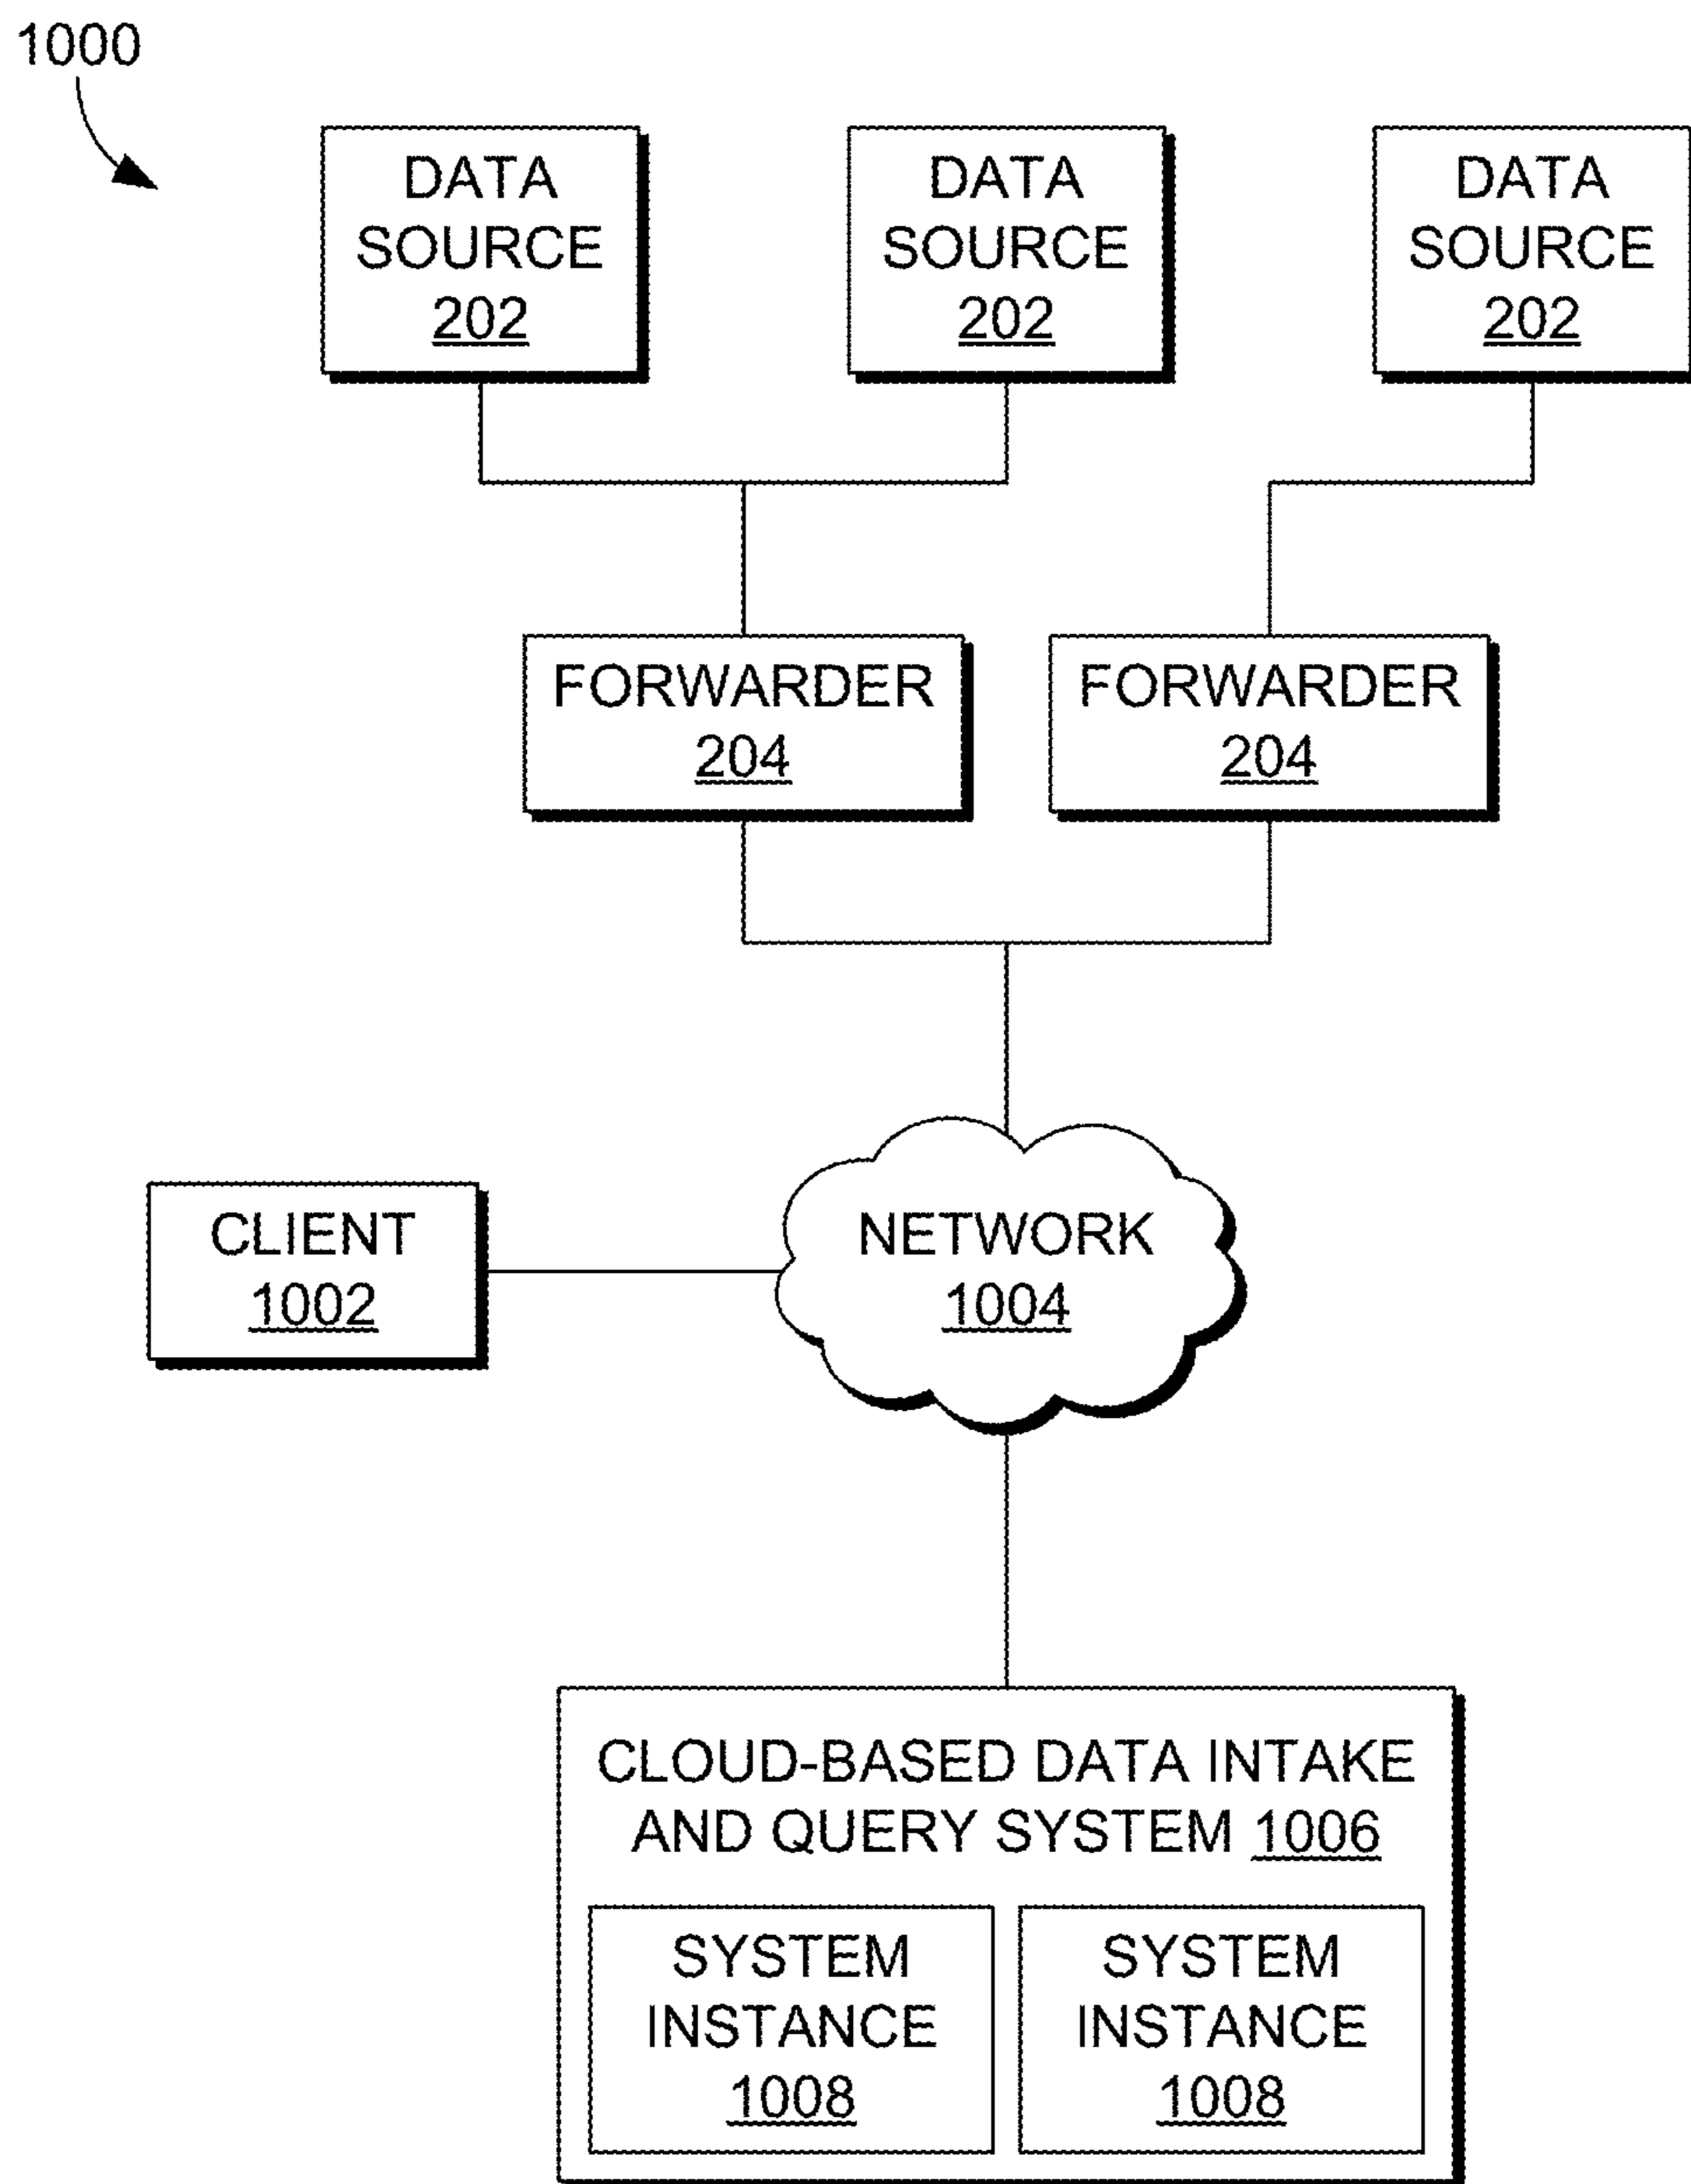 1000
DATA
SOURCE
202
DATA
SOURCE
202
DATA
SOURCE
202
FORWARDER
204
FORWARDER
204
CLIENT
1002
NETWORK
1004
CLOUD-BASED DATA INTAKE
AND QUERY SYSTEM 1006
SYSTEM
INSTANCE
1008
SYSTEM
INSTANCE
1008